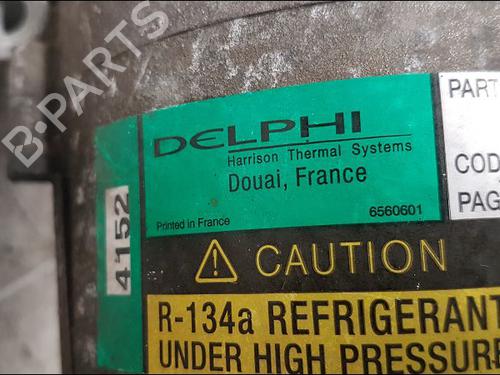 B-PARTS
DELPHI
Harrison Thermal Systems
Douai, France
Printed in France
6560601
4152
PART
COD
PAG
CAUTION
R-134a REFRIGERANT
UNDER HIGH PRESSURE